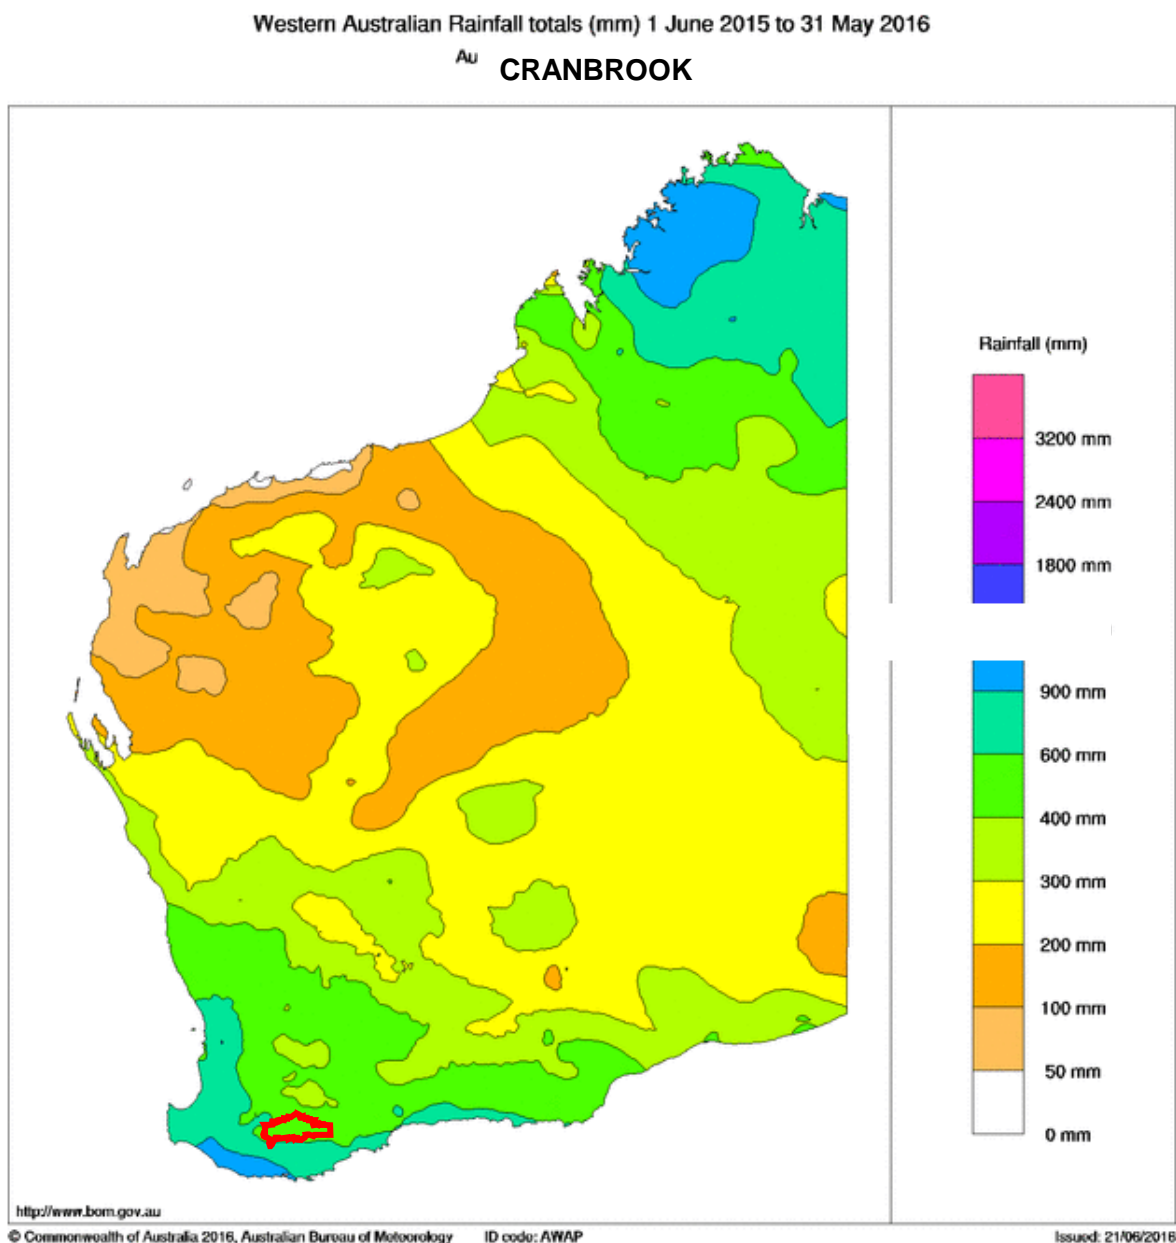 Western Australian Rainfall totals (mm) 1 June 2015 to 31 May 2016
Au CRANBROOK
Rainfall (mm)
3200 mm
2400 mm
1800 mm
900 mm
600 mm
400 mm
300 mm
200 mm
100 mm
50 mm
0 mm
http://www.bom.gov.au
© Commonwealth of Australia 2016, Australian Bureau of Meteorology ID code: AWAP Issued: 21/06/2016